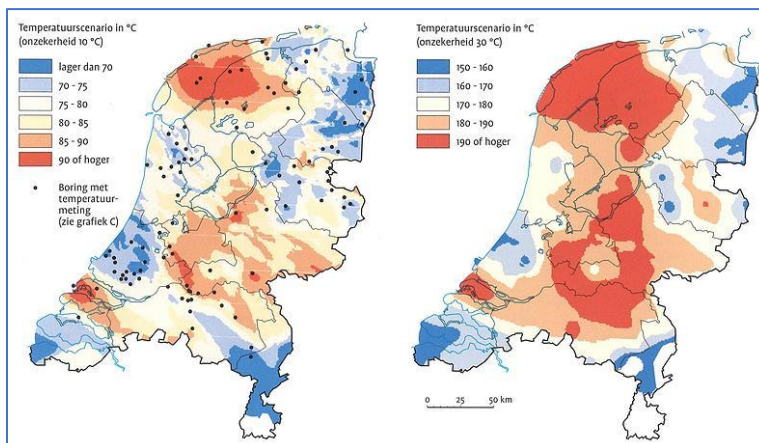 Temperatuurscenario in °C
(onzekerheid 10 °C)
lager dan 70
70 - 75
75 - 80
80 - 85
85 - 90
90 of hoger
Boring met
temperatuur-
meting
(zie grafiek C)
Temperatuurscenario in °C
(onzekerheid 30 °C)
150 - 160
160 - 170
170 - 180
180 - 190
190 of hoger
0 25 50 km